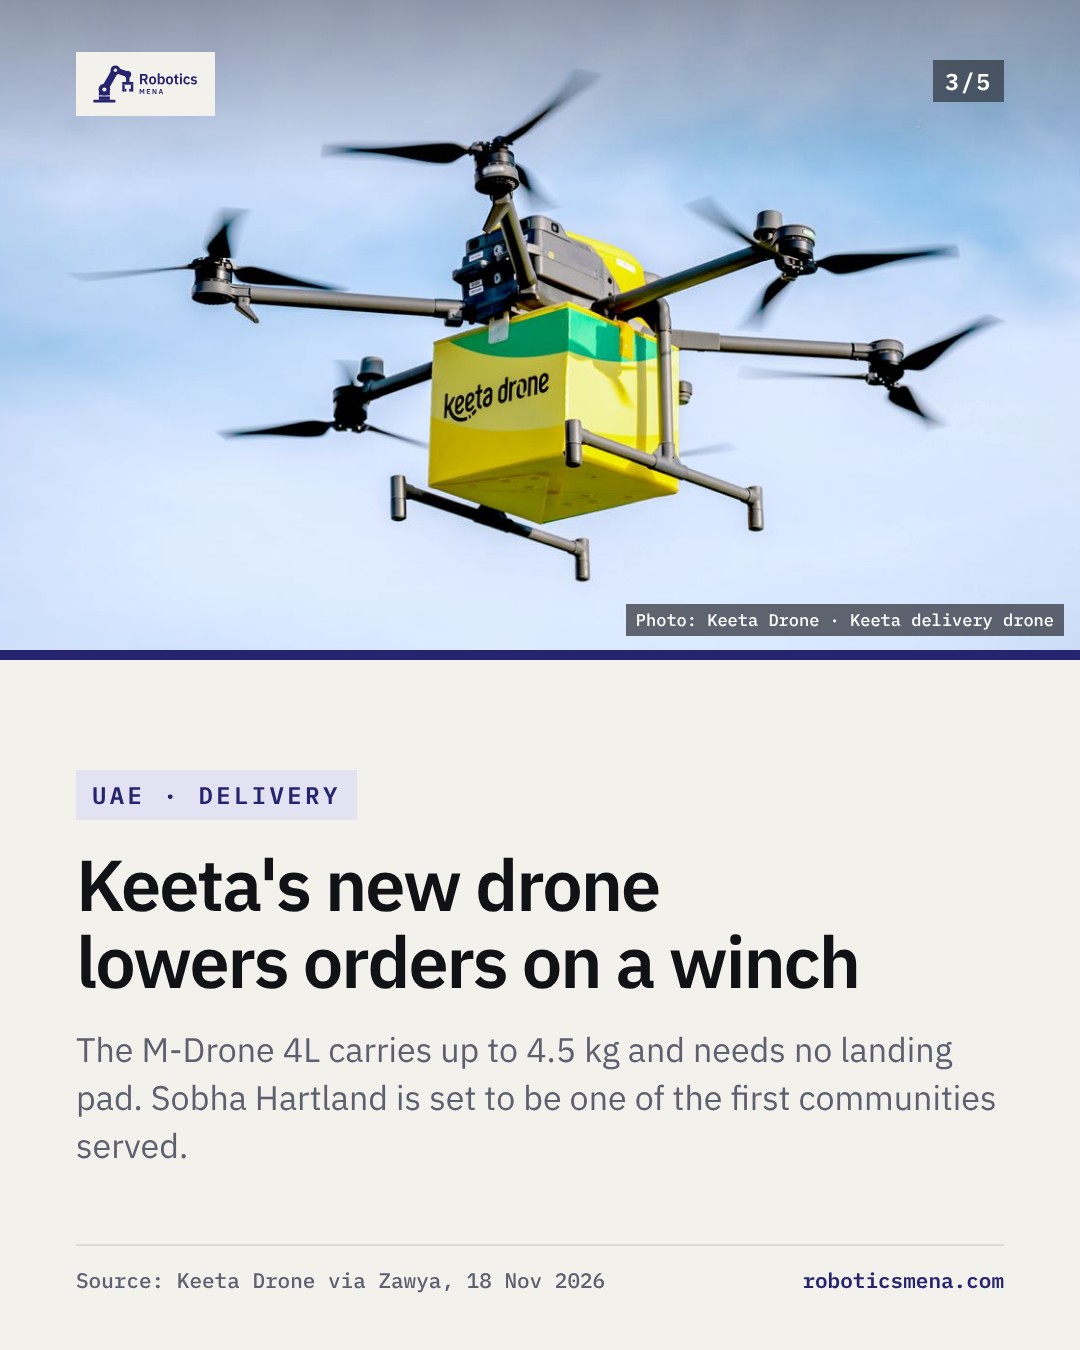 Robotics
MENA
3/5
keeta drone
Photo: Keeta Drone · Keeta delivery drone
UAE · DELIVERY
Keeta's new drone
lowers orders on a winch
The M-Drone 4L carries up to 4.5 kg and needs no landing
pad. Sobha Hartland is set to be one of the first communities
served.
Source: Keeta Drone via Zawya, 18 Nov 2026
roboticsmena.com